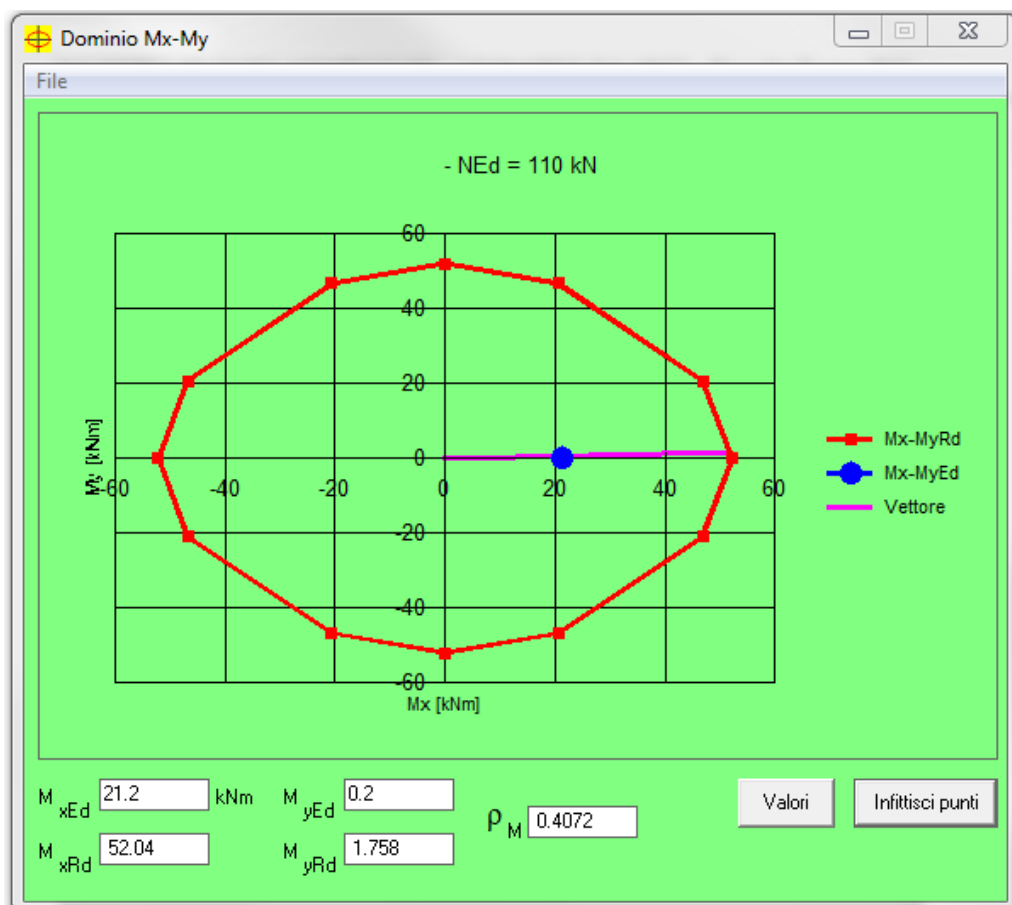 Dominio Mx-My
File
- NEd = 110 kN
60
40
20
0
-20
-40
-60
-60 -40 -20 0 20 40 60
My [kNm]
Mx [kNm]
Mx-MyRd
Mx-MyEd
Vettore
M xEd 21.2 kNm M yEd 0.2
M xRd 52.04 M yRd 1.758
ρ M 0.4072
Valori
Infittisci punti